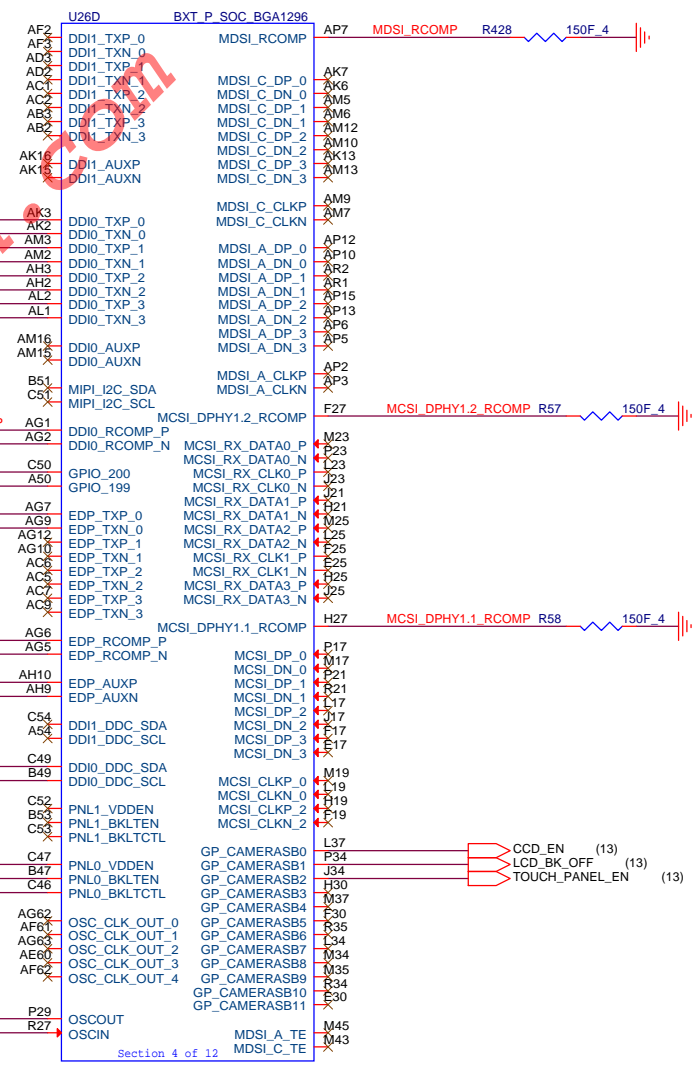 U26D BXT_P_SOC_BGA1296
AF2 DDI1_TXP_0 MDSI_RCOMP AP7 MDSI_RCOMP R428 150F_4
AF3 DDI1_TXN_0
AD3 DDI1_TXP_1
AD2 DDI1_TXN_1 MDSI_C_DP_0 AK7
AC1 DDI1_TXP_2 MDSI_C_DN_0 AK6
AC2 DDI1_TXN_2 MDSI_C_DP_1 AM5
AB3 DDI1_TXP_3 MDSI_C_DN_1 AM6
AB2 DDI1_TXN_3 MDSI_C_DP_2 AM12
MDSI_C_DN_2 AM10
AK16 DDI1_AUXP MDSI_C_DP_3 AK13
AK15 DDI1_AUXN MDSI_C_DN_3 AM13
MDSI_C_CLKP AM9
AK3 DDI0_TXP_0 MDSI_C_CLKN AM7
AK2 DDI0_TXN_0
AM3 DDI0_TXP_1 MDSI_A_DP_0 AP12
AM2 DDI0_TXN_1 MDSI_A_DN_0 AP10
AH3 DDI0_TXP_2 MDSI_A_DP_1 AR2
AH2 DDI0_TXN_2 MDSI_A_DN_1 AR1
AL2 DDI0_TXP_3 MDSI_A_DP_2 AP15
AL1 DDI0_TXN_3 MDSI_A_DN_2 AP13
MDSI_A_DP_3 AP6
AM16 DDI0_AUXP MDSI_A_DN_3 AP5
AM15 DDI0_AUXN
MDSI_A_CLKP AP2
B51 MIPI_I2C_SDA MDSI_A_CLKN AP3
C51 MIPI_I2C_SCL
MCSI_DPHY1.2_RCOMP F27 MCSI_DPHY1.2_RCOMP R57 150F_4
AG1 DDI0_RCOMP_P
AG2 DDI0_RCOMP_N MCSI_RX_DATA0_P M23
MCSI_RX_DATA0_N P23
C50 GPIO_200 MCSI_RX_CLK0_P L23
A50 GPIO_199 MCSI_RX_CLK0_N J23
MCSI_RX_DATA1_P J21
AG7 EDP_TXP_0 MCSI_RX_DATA1_N H21
AG9 EDP_TXN_0 MCSI_RX_DATA2_P M25
AG12 EDP_TXP_1 MCSI_RX_DATA2_N L25
AG10 EDP_TXN_1 MCSI_RX_CLK1_P F25
AC6 EDP_TXP_2 MCSI_RX_CLK1_N E25
AC5 EDP_TXN_2 MCSI_RX_DATA3_P H25
AC7 EDP_TXP_3 MCSI_RX_DATA3_N J25
AC9 EDP_TXN_3
MCSI_DPHY1.1_RCOMP H27 MCSI_DPHY1.1_RCOMP R58 150F_4
AG6 EDP_RCOMP_P
AG5 EDP_RCOMP_N MCSI_DP_0 P17
MCSI_DN_0 M17
AH10 EDP_AUXP MCSI_DP_1 P21
AH9 EDP_AUXN MCSI_DN_1 R21
MCSI_DP_2 L17
C54 DDI1_DDC_SDA MCSI_DN_2 J17
A54 DDI1_DDC_SCL MCSI_DP_3 F17
MCSI_DN_3 E17
C49 DDI0_DDC_SDA
B49 DDI0_DDC_SCL MCSI_CLKP_0 M19
MCSI_CLKN_0 L19
C52 PNL1_VDDEN MCSI_CLKP_2 H19
B53 PNL1_BKLTEN MCSI_CLKN_2 F19
C53 PNL1_BKLTCTL
GP_CAMERASB0 L37 CCD_EN (13)
C47 PNL0_VDDEN GP_CAMERASB1 P34 LCD_BK_OFF (13)
B47 PNL0_BKLTEN GP_CAMERASB2 J34 TOUCH_PANEL_EN (13)
C46 PNL0_BKLTCTL GP_CAMERASB3 H30
GP_CAMERASB4 M37
AG62 OSC_CLK_OUT_0 GP_CAMERASB5 F30
AF61 OSC_CLK_OUT_1 GP_CAMERASB6 R35
AG63 OSC_CLK_OUT_2 GP_CAMERASB7 L34
AE60 OSC_CLK_OUT_3 GP_CAMERASB8 M34
AF62 OSC_CLK_OUT_4 GP_CAMERASB9 M35
GP_CAMERASB10 R34
GP_CAMERASB11 E30
P29 OSCOUT
R27 OSCIN MDSI_A_TE M45
MDSI_C_TE M43
Section 4 of 12
.com